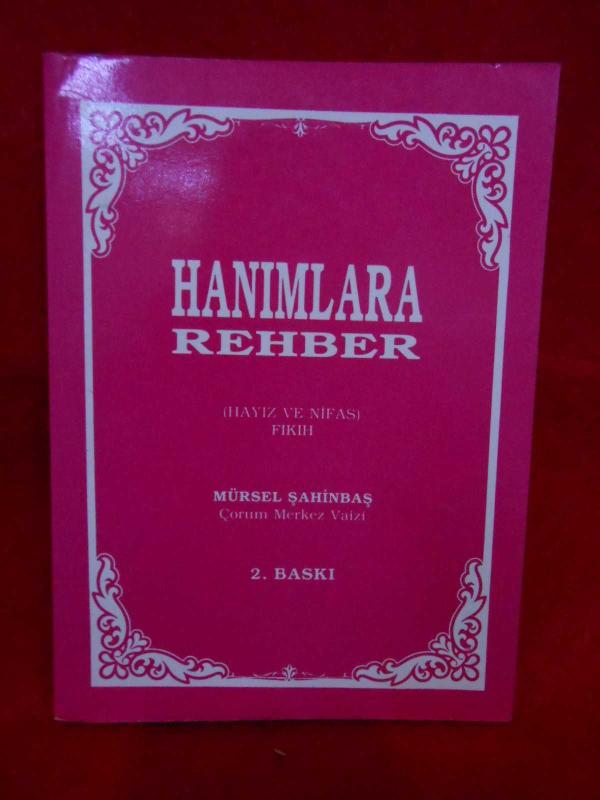 HANIMLARA
REHBER
(HAYIZ VE NİFAS)
FIKIH
MÜRSEL ŞAHİNBAŞ
Çorum Merkez Vaizi
2. BASKI